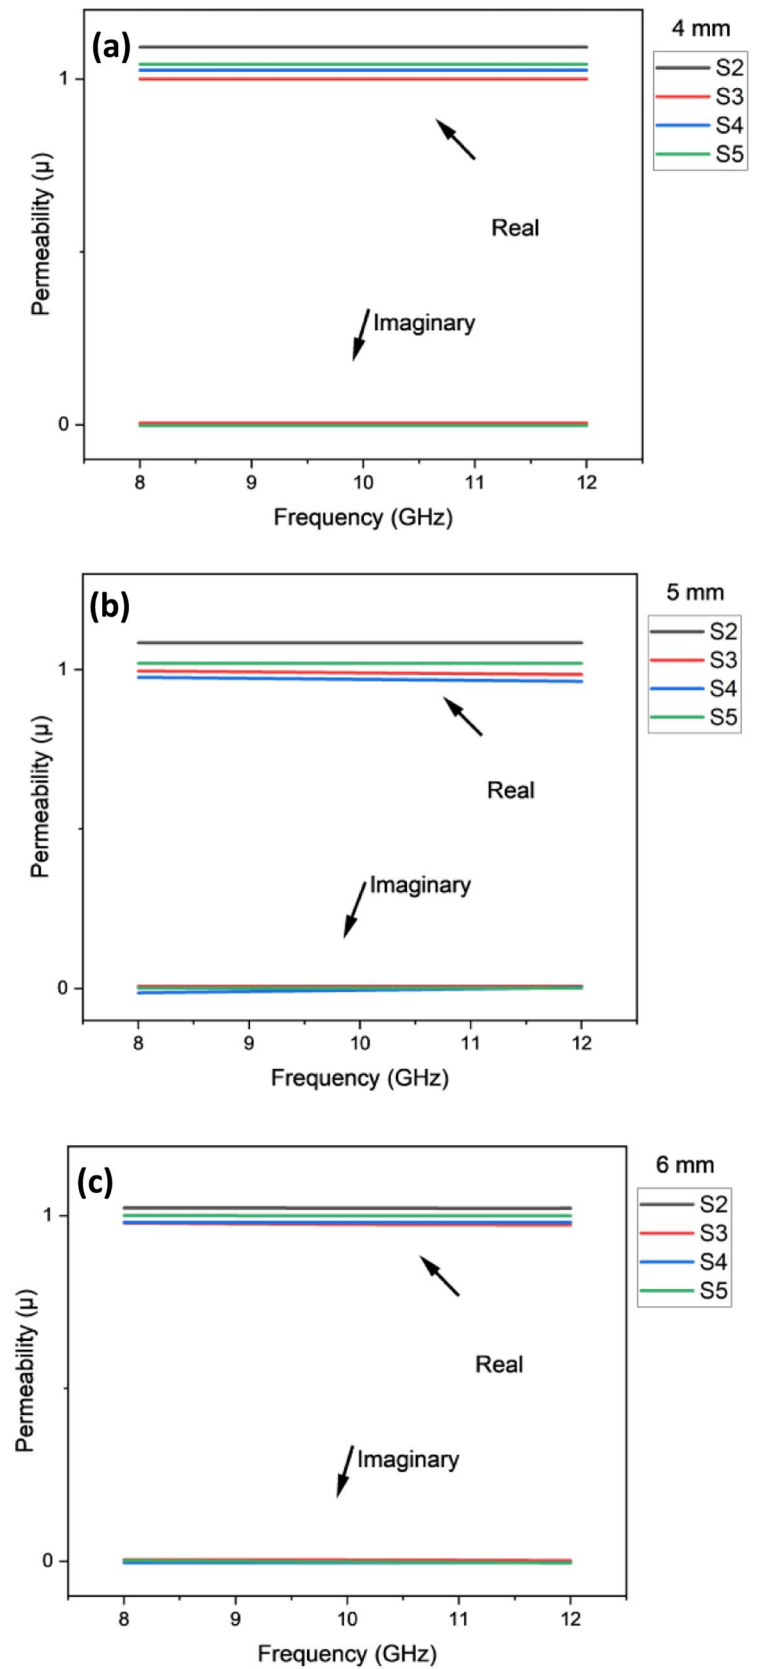 (a)
4 mm
S2
S3
S4
S5
1
0
Permeability (μ)
Real
Imaginary
8 9 10 11 12
Frequency (GHz)
(b)
5 mm
S2
S3
S4
S5
1
0
Permeability (μ)
Real
Imaginary
8 9 10 11 12
Frequency (GHz)
(c)
6 mm
S2
S3
S4
S5
1
0
Permeability (μ)
Real
Imaginary
8 9 10 11 12
Frequency (GHz)